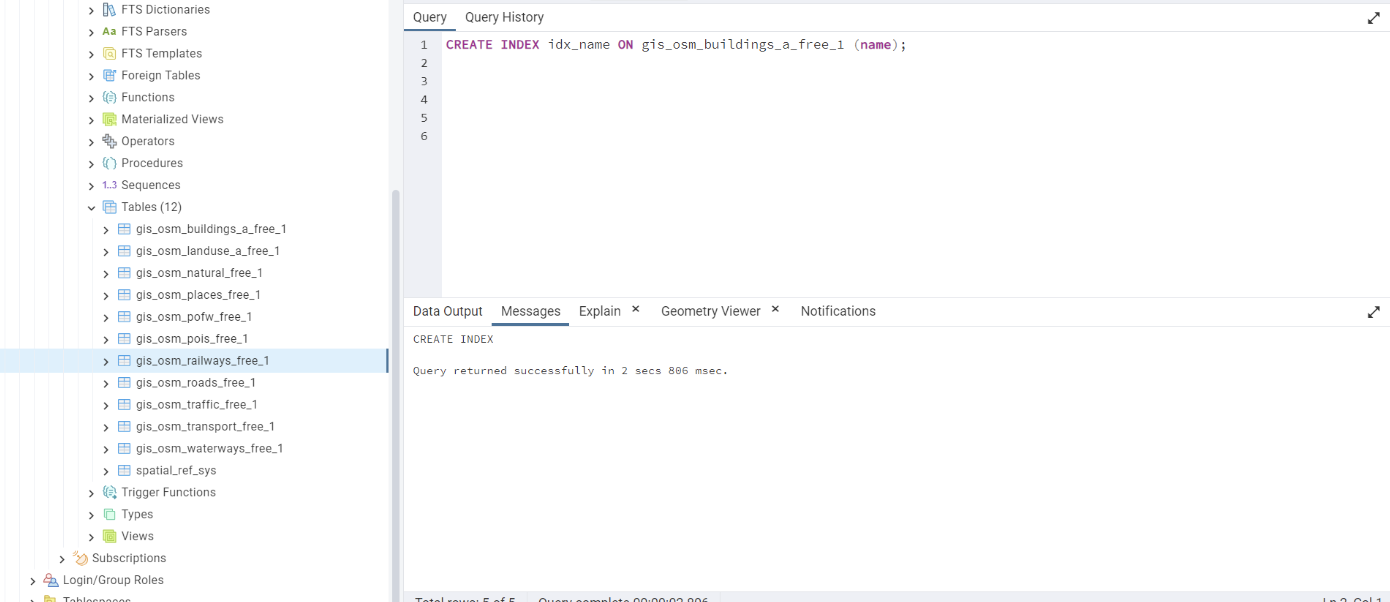 FTS Dictionaries
Aa FTS Parsers
FTS Templates
Foreign Tables
Functions
Materialized Views
Operators
Procedures
1..3 Sequences
Tables (12)
gis_osm_buildings_a_free_1
gis_osm_landuse_a_free_1
gis_osm_natural_free_1
gis_osm_places_free_1
gis_osm_pofw_free_1
gis_osm_pois_free_1
gis_osm_railways_free_1
gis_osm_roads_free_1
gis_osm_traffic_free_1
gis_osm_transport_free_1
gis_osm_waterways_free_1
spatial_ref_sys
Trigger Functions
Types
Views
Subscriptions
Login/Group Roles
Tablespaces
Query Query History
1 CREATE INDEX idx_name ON gis_osm_buildings_a_free_1 (name);
2
3
4
5
6
Data Output Messages Explain × Geometry Viewer × Notifications
CREATE INDEX
Query returned successfully in 2 secs 806 msec.
Total rows: 5 of 5 Query complete 00:00:02.806 Ln 2, Col 1